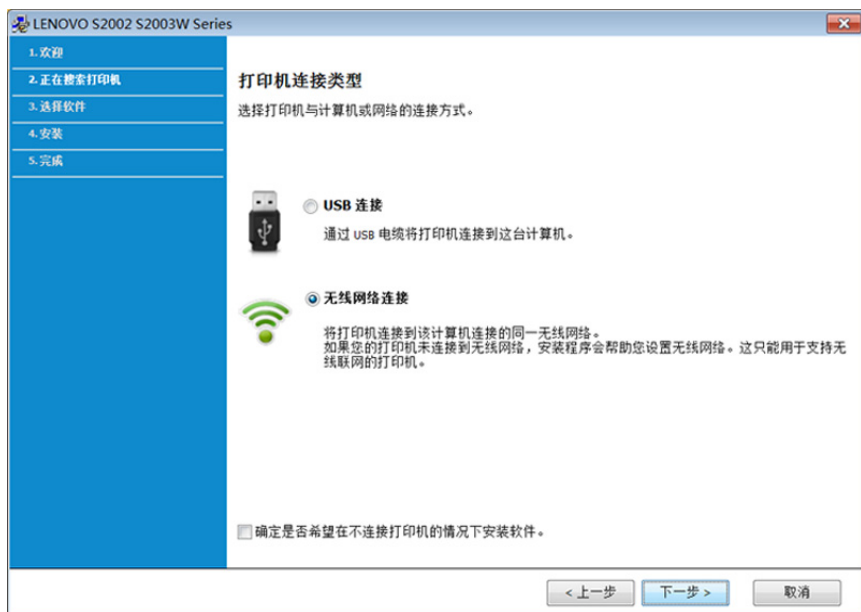 LENOVO S2002 S2003W Series
1.欢迎
2.正在搜索打印机
3.选择软件
4.安装
5.完成
打印机连接类型
选择打印机与计算机或网络的连接方式。
USB 连接
通过 USB 电缆将打印机连接到这台计算机。
无线网络连接
将打印机连接到该计算机连接的同一无线网络。
如果您的打印机未连接到无线网络，安装程序会帮助您设置无线网络。这只能用于支持无
线联网的打印机。
确定是否希望在不连接打印机的情况下安装软件。
<上一步
下一步>
取消